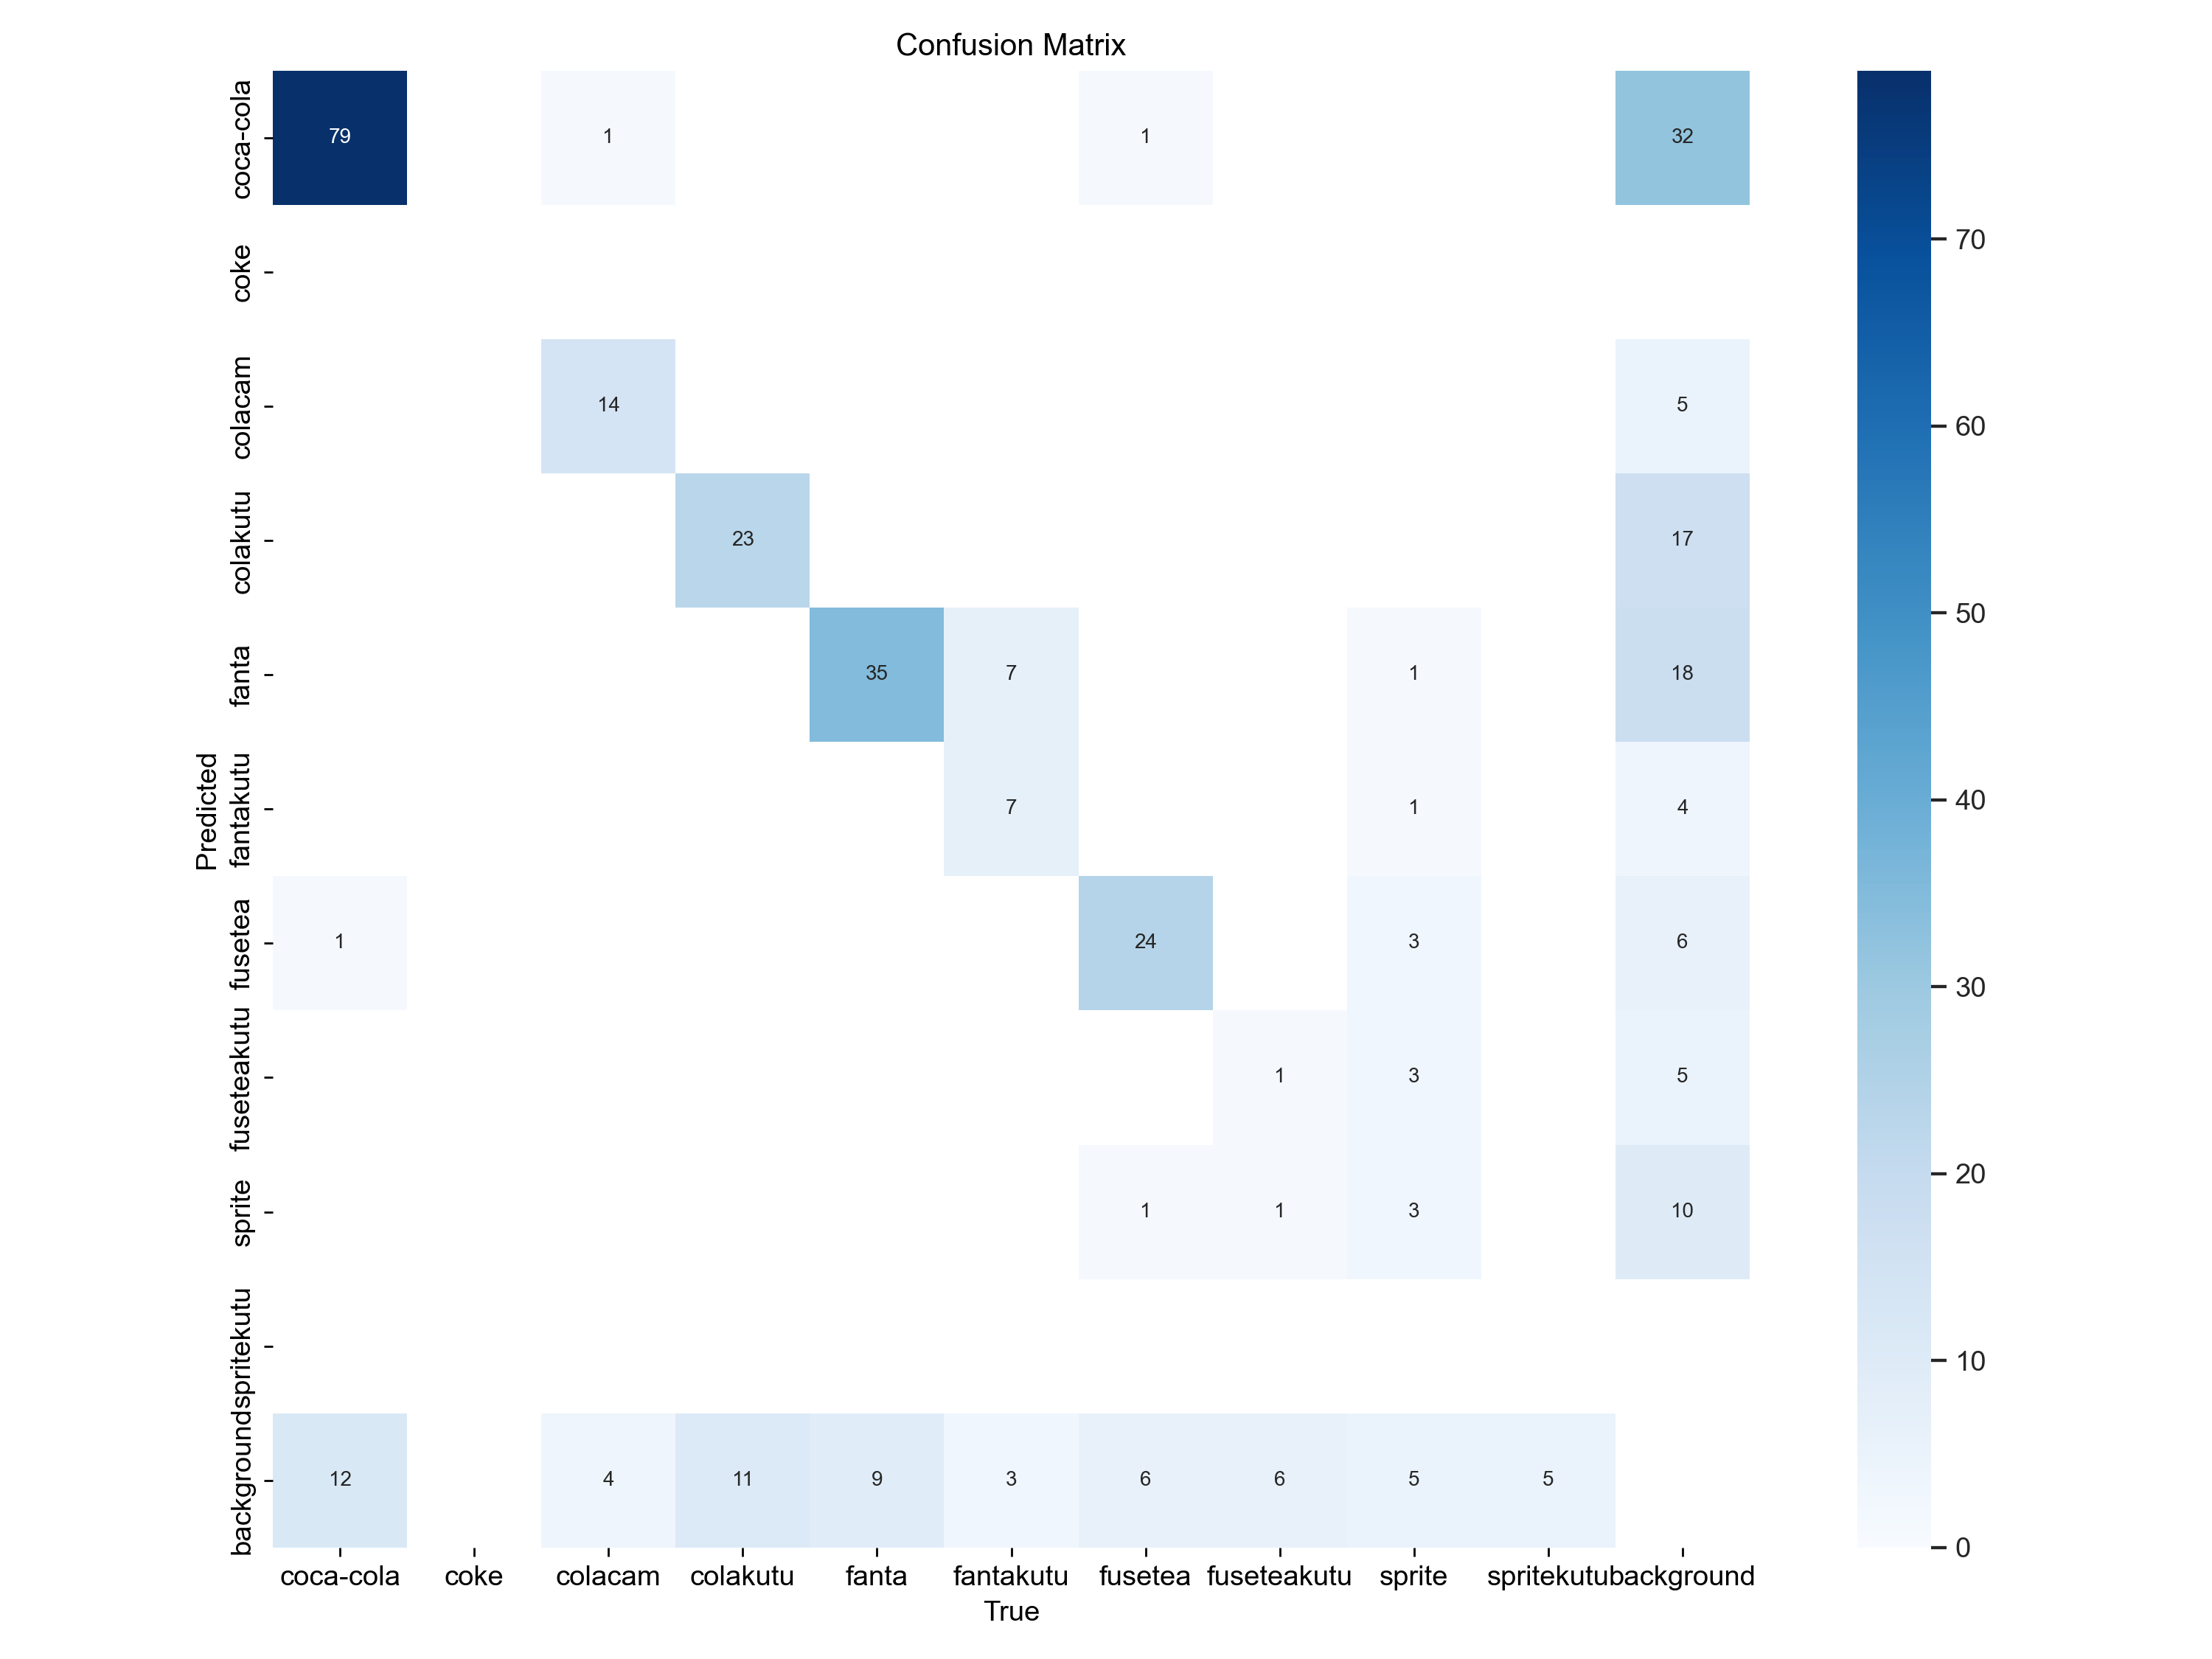 Confusion Matrix
Predicted
coca-cola
79
1
1
32
coke
colacam
14
5
colakutu
23
17
fanta
35
7
1
18
fantakutu
7
1
4
fusetea
1
24
3
6
fuseteakutu
1
3
5
sprite
1
1
3
10
spritekutu
background
12
4
11
9
3
6
6
5
5
coca-cola
coke
colacam
colakutu
fanta
fantakutu
fusetea
fuseteakutu
sprite
spritekutu
background
True
70
60
50
40
30
20
10
0